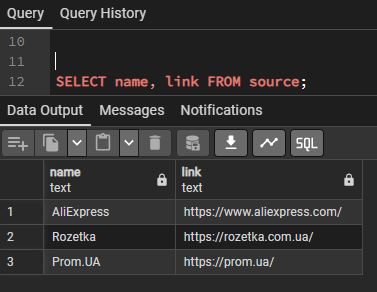 Query Query History
10
11
12 SELECT name, link FROM source;
Data Output Messages Notifications
SQL
name link
text text
1 AliExpress https://www.aliexpress.com/
2 Rozetka https://rozetka.com.ua/
3 Prom.UA https://prom.ua/